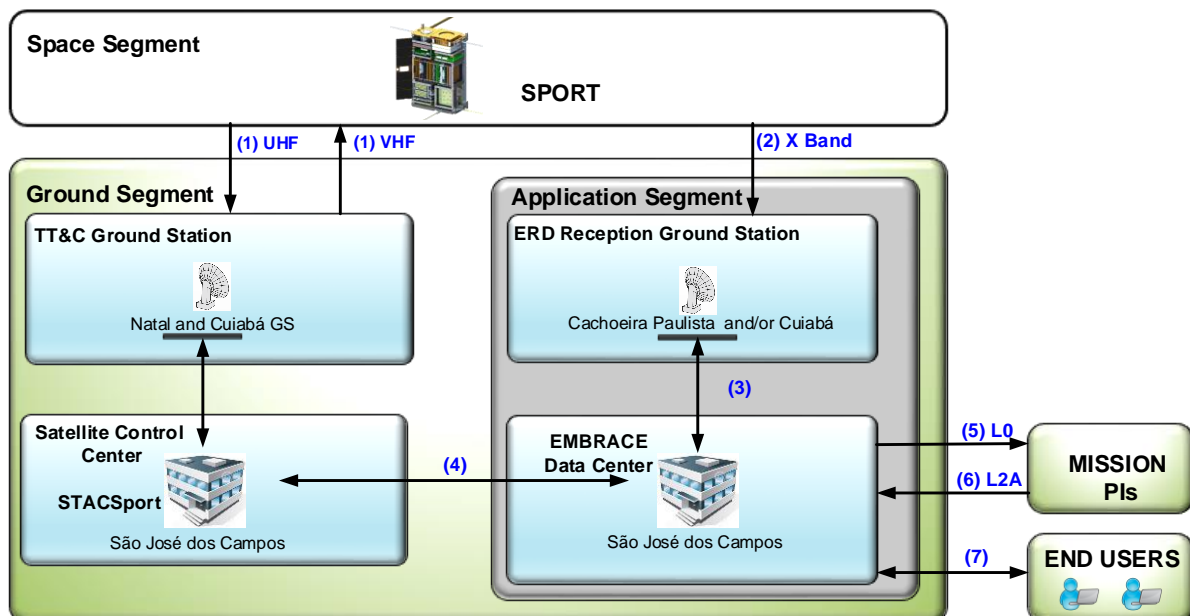 Space Segment
SPORT
(1) UHF
(1) VHF
(2) X Band
Ground Segment
TT&C Ground Station
Natal and Cuiabá GS
Application Segment
ERD Reception Ground Station
Cachoeira Paulista and/or Cuiabá
(3)
Satellite Control
Center
STACSport
São José dos Campos
(4)
EMBRACE
Data Center
São José dos Campos
(5) L0
(6) L2A
(7)
MISSION
PIs
END USERS